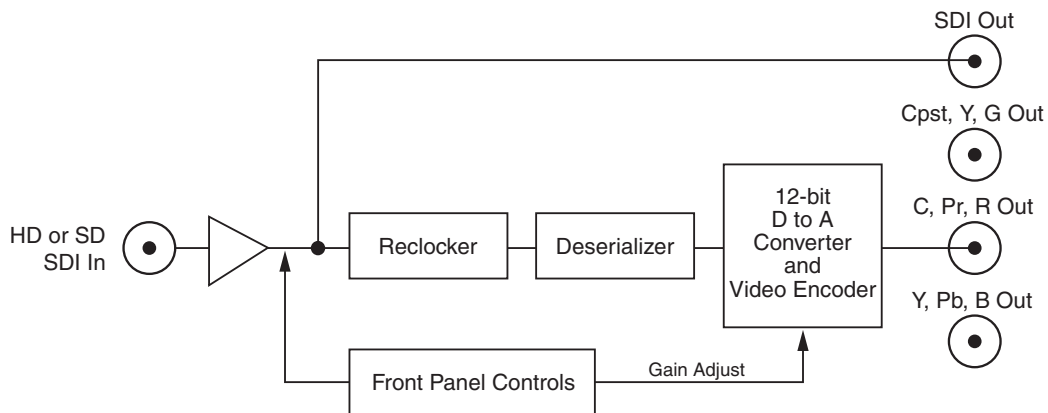 SDI Out
Cpst, Y, G Out
HD or SD
SDI In
Reclocker
Deserializer
12-bit
D to A
Converter
and
Video Encoder
C, Pr, R Out
Y, Pb, B Out
Front Panel Controls
Gain Adjust